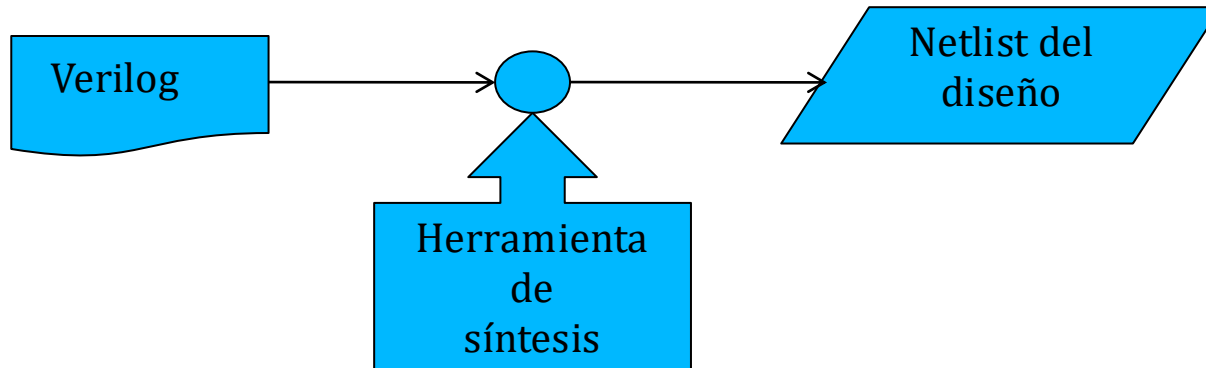 Verilog
Netlist del
diseño
Herramienta
de
síntesis